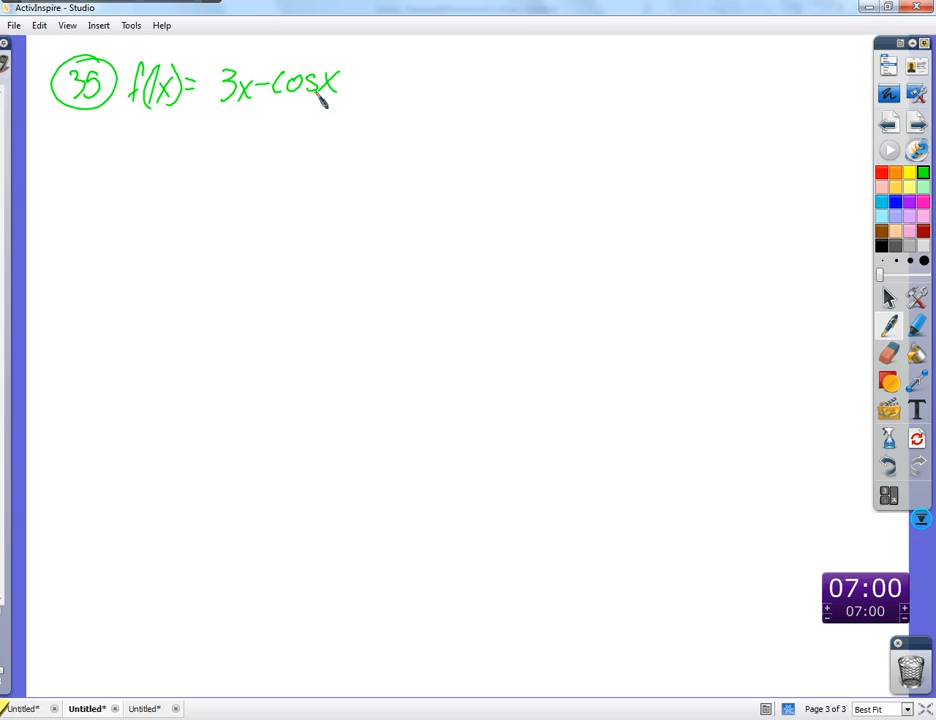 ActivInspire - Studio
File Edit View Insert Tools Help
35 f(x)= 3x-cosx
07:00
07:00
Untitled* Untitled* Untitled* Page 3 of 3 Best Fit